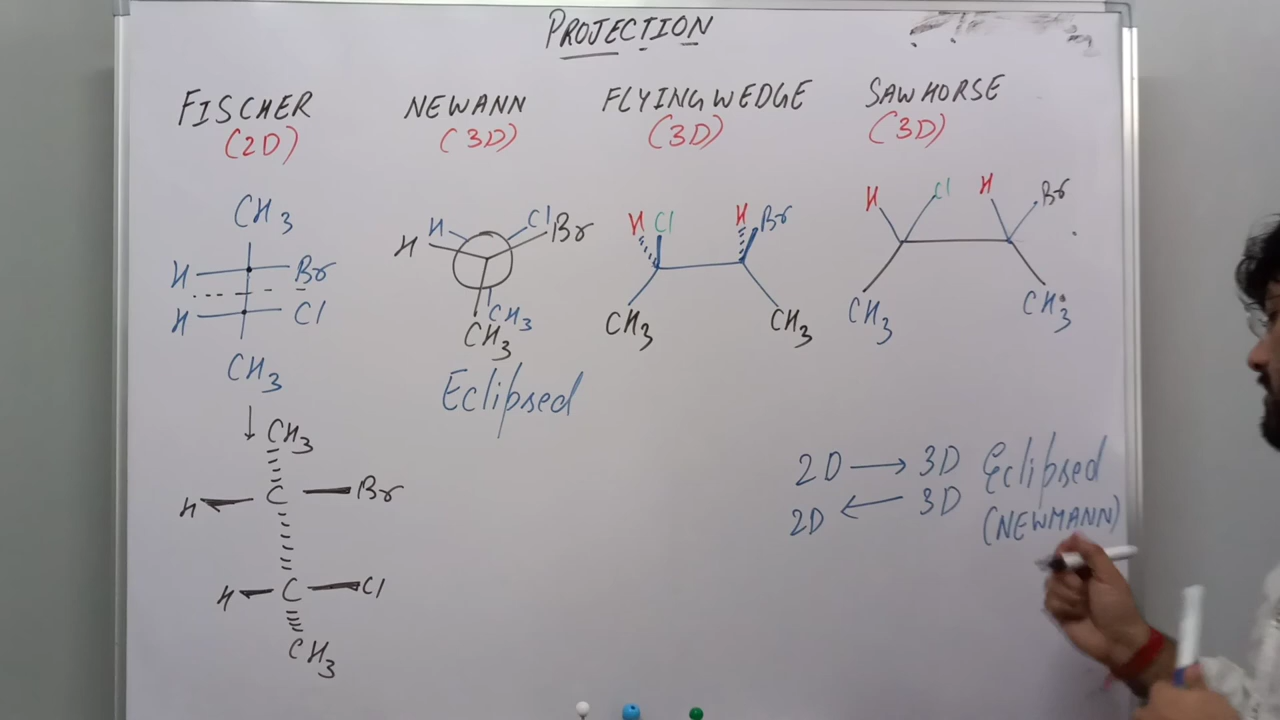 PROJECTION
FISCHER
(2D)
CH3
H Br
H Cl
CH3
CH3
H C Br
H C Cl
CH3
NEWANN
(3D)
H Cl
H Br
CH3
CH3
Eclipsed
FLYING WEDGE
(3D)
H Cl H Br
CH3 CH3
SAWHORSE
(3D)
H Cl H Br
CH3 CH3
2D → 3D Eclipsed
2D ← 3D (NEWMANN)